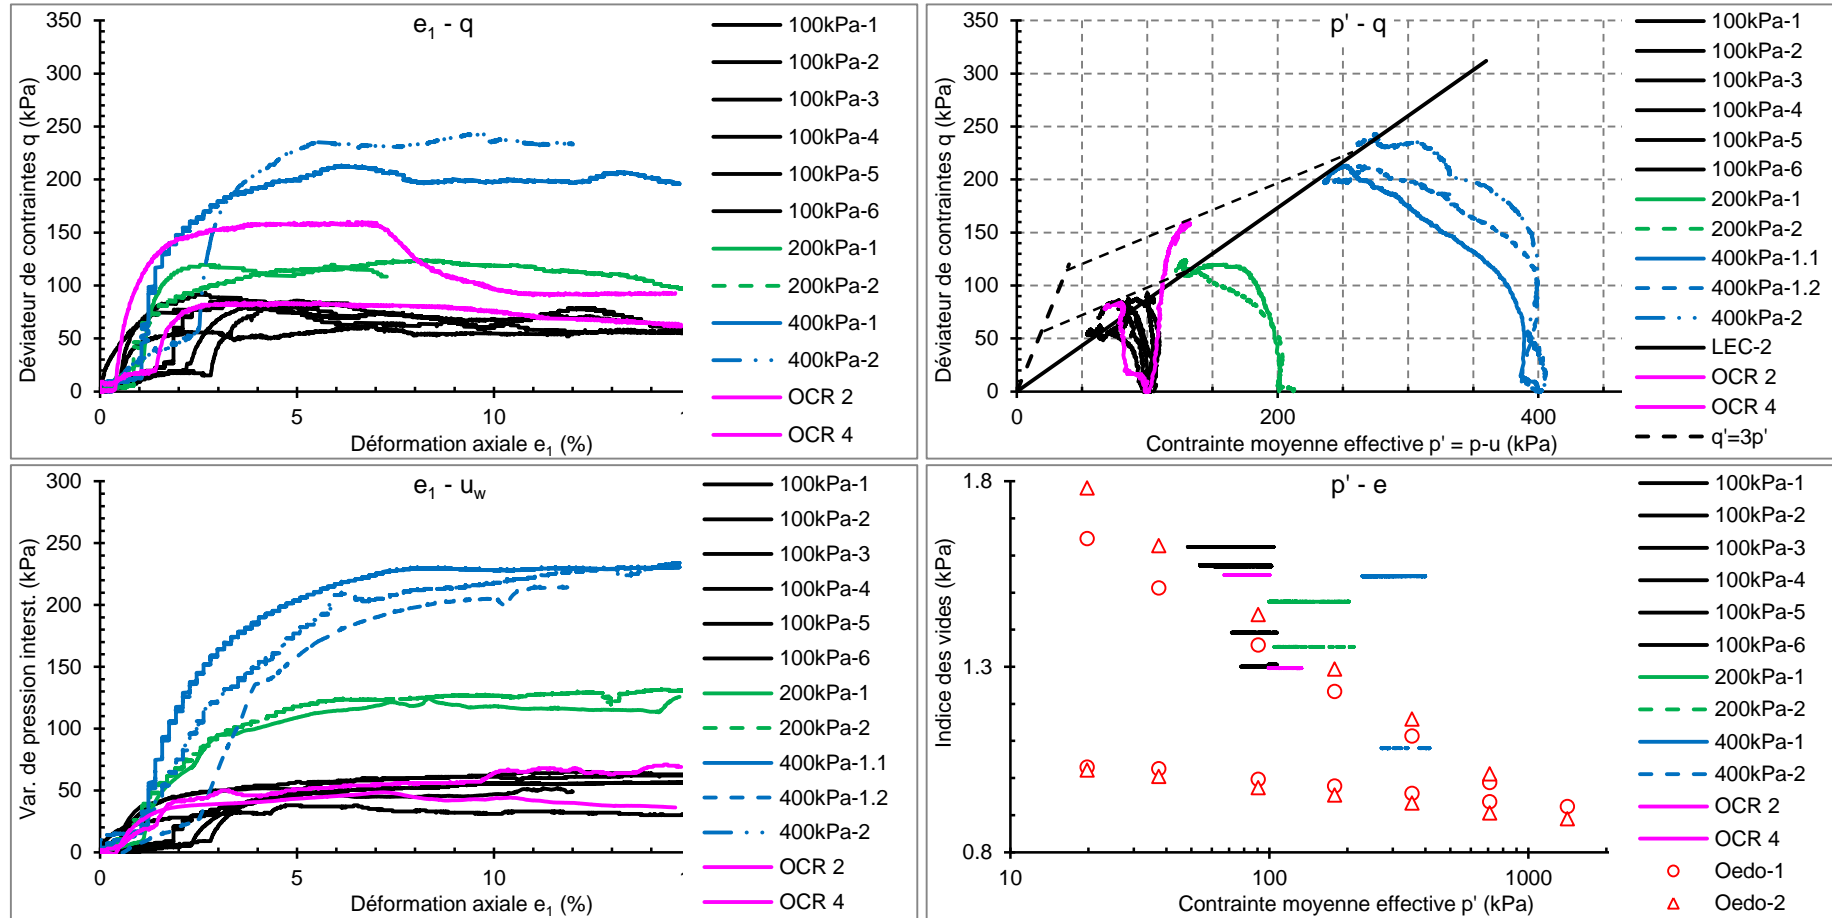 e₁ - q
Déviateur de contraintes q (kPa)
350
300
250
200
150
100
50
0
0
5
10
1
Déformation axiale e₁ (%)
100kPa-1
100kPa-2
100kPa-3
100kPa-4
100kPa-5
100kPa-6
200kPa-1
200kPa-2
400kPa-1
400kPa-2
OCR 2
OCR 4
p' - q
Déviateur de contraintes q (kPa)
350
300
250
200
150
100
50
0
0
200
400
Contrainte moyenne effective p' = p-u (kPa)
100kPa-1
100kPa-2
100kPa-3
100kPa-4
100kPa-5
100kPa-6
200kPa-1
200kPa-2
400kPa-1.1
400kPa-1.2
400kPa-2
LEC-2
OCR 2
OCR 4
q'=3p'
e₁ - u_w
Var. de pression interst. (kPa)
300
250
200
150
100
50
0
0
5
10
1
Déformation axiale e₁ (%)
100kPa-1
100kPa-2
100kPa-3
100kPa-4
100kPa-5
100kPa-6
200kPa-1
200kPa-2
400kPa-1.1
400kPa-1.2
400kPa-2
OCR 2
OCR 4
p' - e
Indice des vides (kPa)
1.8
1.3
0.8
10
100
1000
Contrainte moyenne effective p' (kPa)
100kPa-1
100kPa-2
100kPa-3
100kPa-4
100kPa-5
100kPa-6
200kPa-1
200kPa-2
400kPa-1
400kPa-2
OCR 2
OCR 4
Oedo-1
Oedo-2